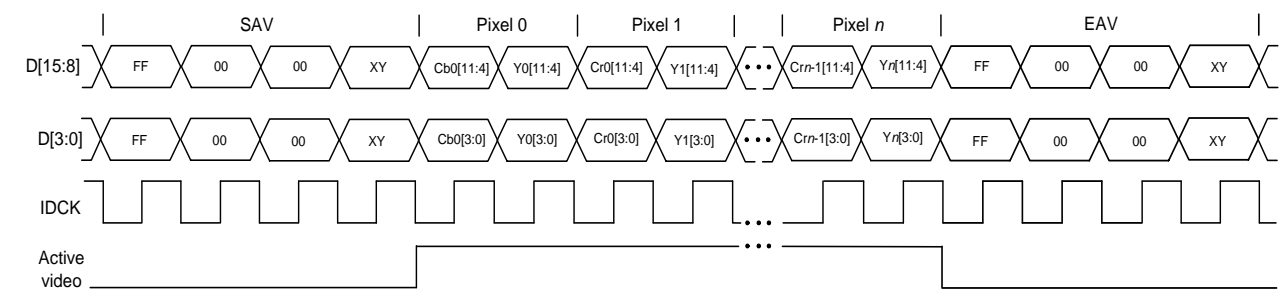 SAV Pixel 0 Pixel 1 Pixel n EAV
D[15:8] FF 00 00 XY Cb0[11:4] Y0[11:4] Cr0[11:4] Y1[11:4] ••• Crn-1[11:4] Yn[11:4] FF 00 00 XY
D[3:0] FF 00 00 XY Cb0[3:0] Y0[3:0] Cr0[3:0] Y1[3:0] ••• Crn-1[3:0] Yn[3:0] FF 00 00 XY
IDCK •••
Active •••
video